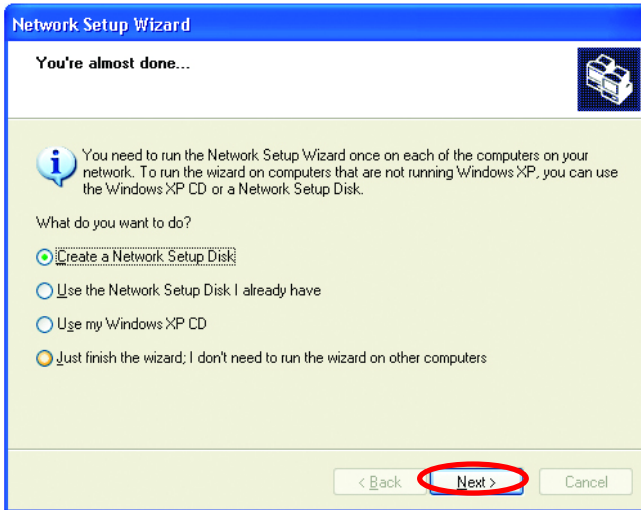 Network Setup Wizard
You're almost done...
You need to run the Network Setup Wizard once on each of the computers on your
network. To run the wizard on computers that are not running Windows XP, you can use
the Windows XP CD or a Network Setup Disk.
What do you want to do?
Create a Network Setup Disk
Use the Network Setup Disk I already have
Use my Windows XP CD
Just finish the wizard; I don't need to run the wizard on other computers
< Back Next > Cancel